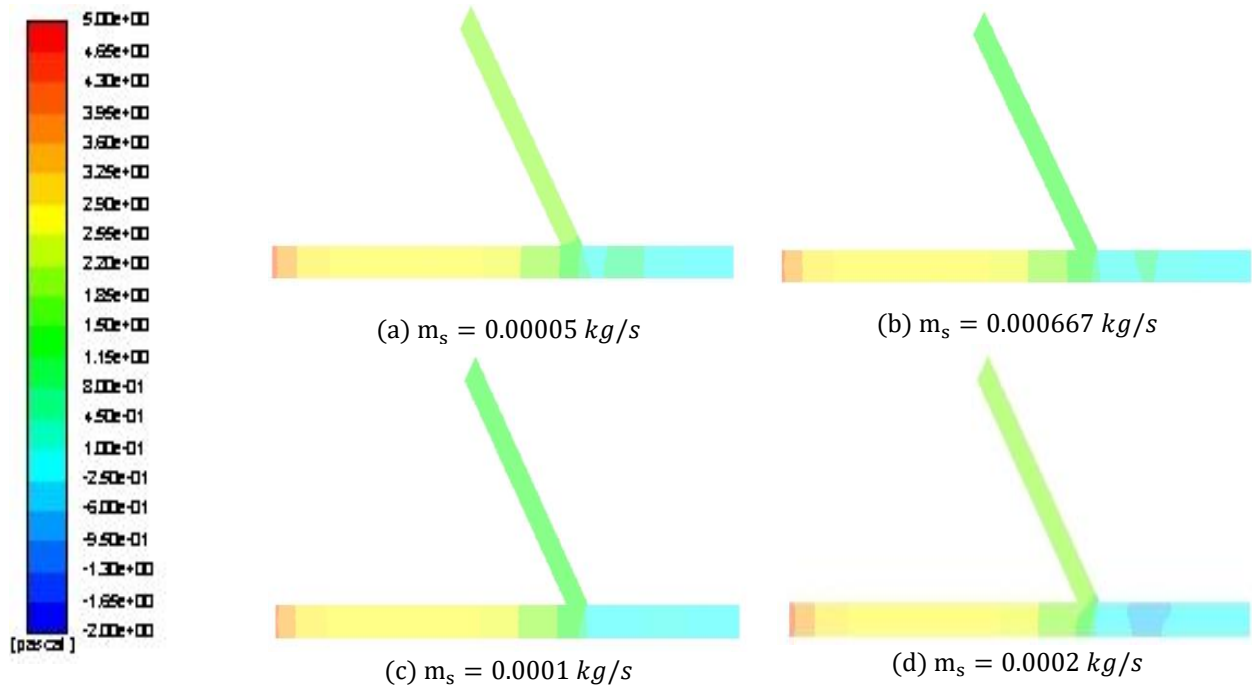 5.00e+00
4.65e+00
4.30e+00
3.95e+00
3.60e+00
3.25e+00
2.90e+00
2.55e+00
2.20e+00
1.85e+00
1.50e+00
1.15e+00
8.00e-01
4.50e-01
1.00e-01
-2.50e-01
-6.00e-01
-9.50e-01
-1.30e+00
-1.65e+00
-2.00e+00
[pascal]
(a) mₛ = 0.00005 kg/s
(b) mₛ = 0.000667 kg/s
(c) mₛ = 0.0001 kg/s
(d) mₛ = 0.0002 kg/s